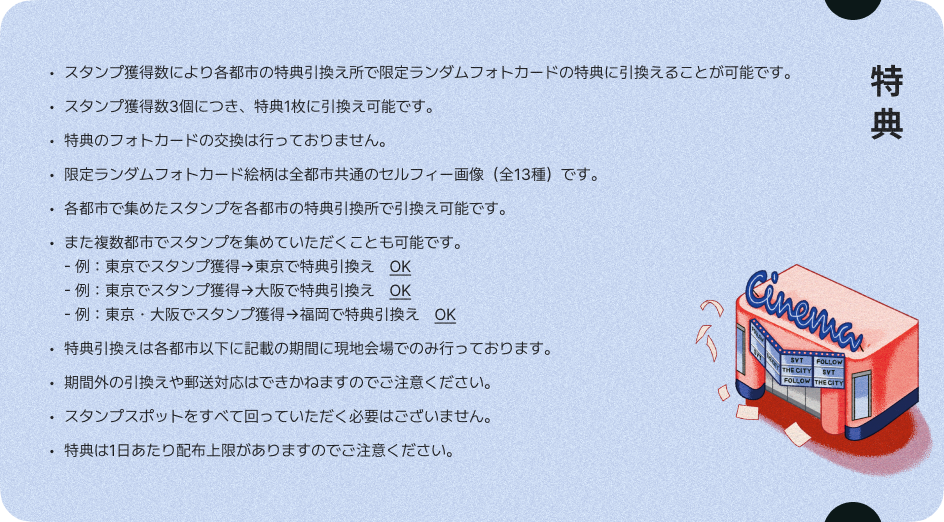 特典
・スタンプ獲得数により各都市の特典引換え所で限定ランダムフォトカードの特典に引換えることが可能です。
・スタンプ獲得数3個につき、特典1枚に引換え可能です。
・特典のフォトカードの交換は行っておりません。
・限定ランダムフォトカード絵柄は全都市共通のセルフィー画像（全13種）です。
・各都市で集めたスタンプを各都市の特典引換所で引換え可能です。
・また複数都市でスタンプを集めていただくことも可能です。
- 例：東京でスタンプ獲得→東京で特典引換え　OK
- 例：東京でスタンプ獲得→大阪で特典引換え　OK
- 例：東京・大阪でスタンプ獲得→福岡で特典引換え　OK
・特典引換えは各都市以下に記載の期間に現地会場でのみ行っております。
・期間外の引換えや郵送対応はできかねますのでご注意ください。
・スタンプスポットをすべて回っていただく必要はございません。
・特典は1日あたり配布上限がありますのでご注意ください。
Cinema
SVT
THE CITY
FOLLOW
FOLLOW
SVT
THE CITY